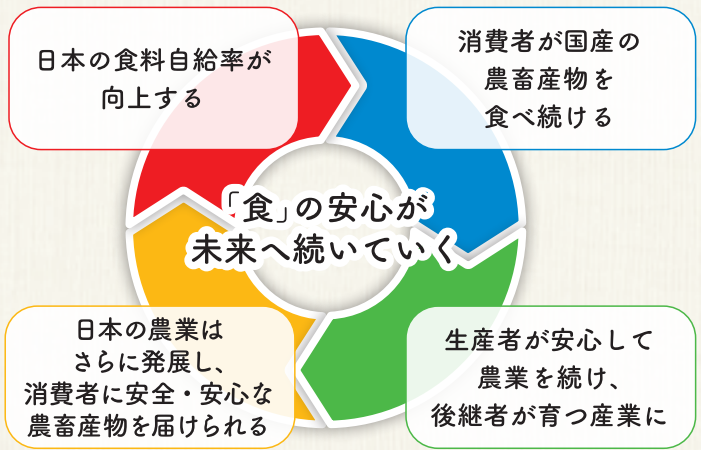 日本の食料自給率が
向上する
消費者が国産の
農畜産物を
食べ続ける
「食」の安心が
未来へ続いていく
日本の農業は
さらに発展し、
消費者に安全・安心な
農畜産物を届けられる
生産者が安心して
農業を続け、
後継者が育つ産業に